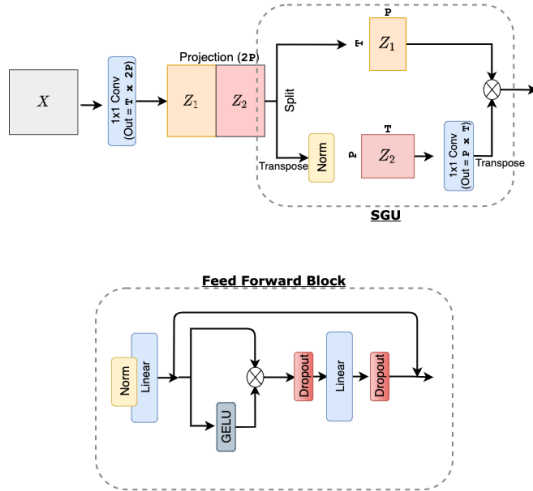 X
1x1 Conv
(Out = T x 2P)
Projection (2P)
Z1
Z2
Split
Transpose
Norm
P
T
Z1
T
P
Z2
1x1 Conv
(Out = P x T)
Transpose
SGU
Feed Forward Block
Norm
Linear
GELU
Dropout
Linear
Dropout